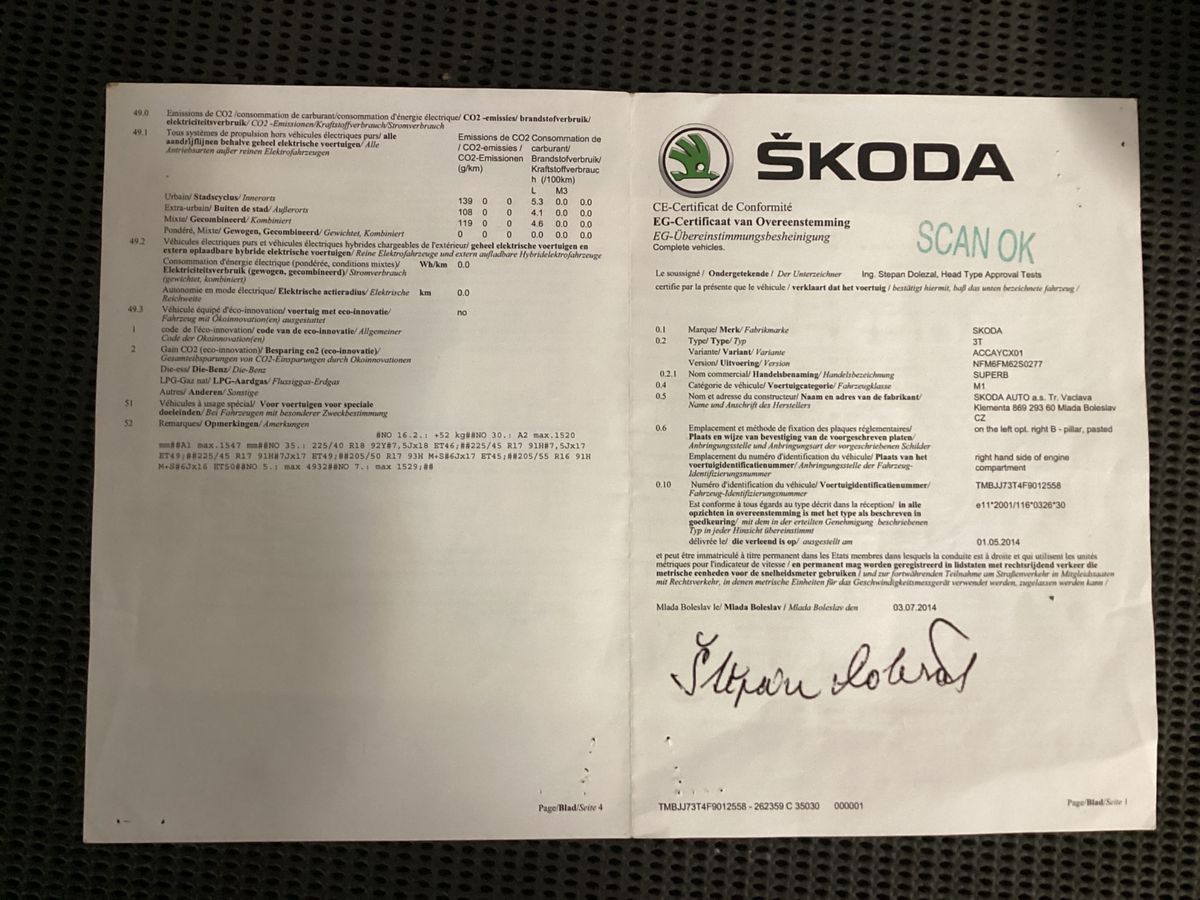 49.0 Emissions de CO2 /consommation de carburant/consommation d'énergie électrique/ CO2 -emissies/ brandstofverbruik/
elektriciteitsverbruik/ CO2 -Emissionen/Kraftstoffverbrauch/Stromverbrauch
49.1 Tous systèmes de propulsion hors véhicules électriques purs/ alle
aandrijflijnen behalve geheel elektrische voertuigen/ Alle
Antriebsarten außer reinen Elektrofahrzeugen
Emissions de CO2 Consommation de
/ CO2-emissies / carburant/
CO2-Emissionen Brandstofverbruik/
(g/km) Kraftstoffverbrauc
h (/100km)
L M3
Urbain/ Stadscyclus/ Innerorts 139 0 0 5.3 0.0 0.0
Extra-urbain/ Buiten de stad/ Außerorts 108 0 0 4.1 0.0 0.0
Mixte/ Gecombineerd/ Kombiniert 119 0 0 4.6 0.0 0.0
Pondéré, Mixte/ Gewogen, Gecombineerd/ Gewichtet, Kombiniert 0 0 0 0.0 0.0 0.0
49.2 Véhicules électriques purs et véhicules électriques hybrides chargeables de l'extérieur/ geheel elektrische voertuigen en
extern oplaadbare hybride elektrische voertuigen/ Reine Elektrofahrzeuge und extern aufladbare Hybridelektrofahrzeuge
Consommation d'énergie électrique (pondérée, conditions mixtes)/ Wh/km 0.0
Elektriciteitsverbruik (gewogen, gecombineerd)/ Stromverbrauch
(gewichtet, kombiniert)
Autonomie en mode électrique/ Elektrische actieradius/ Elektrische km 0.0
Reichweite
49.3 Véhicule équipé d'éco-innovation/ voertuig met eco-innovatie/ no
Fahrzeug mit Ökoinnovation(en) ausgestattet
1 code de l'éco-innovation/ code van de eco-innovatie/ Allgemeiner
Code der Ökoinnovation(en)
2 Gain CO2 (eco-innovation)/ Besparing co2 (eco-innovatie)/
Gesamteitbsparungen von CO2-Einsparungen durch Okoinnovationen
Die-ess/ Die-Benz/ Die-Benz
LPG-Gaz nat/ LPG-Aardgas/ Flussiggas-Erdgas
Autres/ Anderen/ Sonstige
51 Véhicules à usage spécial/ Voor voertuigen voor speciale
doeleinden/ Bei Fahrzeugen mit besonderer Zweckbestimmung
52 Remarques/ Opmerkingen/ Amerkungen
#NO 16.2.: +52 kg##NO 30.: A2 max.1520
mm##A1 max.1547 mm##NO 35.: 225/40 R18 92Y#7,5Jx18 ET46;##225/45 R17 91H#7,5Jx17
ET49;##225/45 R17 91H#7Jx17 ET49;##205/50 R17 93H M+S#6Jx17 ET45;##205/55 R16 91H
M+S#6Jx16 ET50##NO 5.: max 4932##NO 7.: max 1529;##
Page/Blad/Seite 4
ŠKODA
CE-Certificat de Conformité
EG-Certificaat van Overeenstemming
EG-Übereinstimmungsbesheinigung
Complete vehicles.
SCAN OK
Le soussigné / Ondergetekende / Der Unterzeichner Ing. Stepan Dolezal, Head Type Approval Tests
certifie par la présente que le véhicule / verklaart dat het voertuig / bestätigt hiermit, baß das unten bezeichnete fahrzeug /
0.1 Marque/ Merk/ Fabrikmarke SKODA
0.2 Type/ Type/ Typ 3T
Variante/ Variant/ Variante ACCAYCX01
Version/ Uitvoering/ Version NFM6FM62S0277
0.2.1 Nom commercial/ Handelsbenaming/ Handelsbezeichnung SUPERB
0.4 Catégorie de véhicule/ Voertuigcategorie/ Fahrzeugklasse M1
0.5 Nom et adresse du constructeur/ Naam en adres van de fabrikant/ SKODA AUTO a.s. Tr. Vaclava
Name und Anschrift des Herstellers Klementa 869 293 60 Mlada Boleslav
CZ
0.6 Emplacement et méthode de fixation des plaques réglementaires/ on the left opt. right B - pillar, pasted
Plaats en wijze van bevestiging van de voorgeschreven platen/
Anbringungsstelle und Anbringungsart der vorgeschriebenen Schilder
Emplacement du numéro d'identification du véhicule/ Plaats van het right hand side of engine
voertuigidentificatienummer/ Anbringungsstelle der Fahrzeug- compartment
Identifizierungsnummer
0.10 Numéro d'identification du véhicule/ Voertuigidentificatienummer/ TMBJJ73T4F9012558
Fahrzeug-Identifizierungsnummer
Est conforme à tous égards au type décrit dans la réception/ in alle e11*2001/116*0326*30
opzichten in overeenstemming is met het type als beschreven in
goedkeuring/ mit dem in der erteilten Genehmigung beschriebenen
Typ in jeder Hinsicht übereinstimmt
délivrée le/ die verleend is op/ ausgestellt am 01.05.2014
et peut être immatriculé à titre permanent dans les Etats membres dans lesquels la conduite est à droite et qui utilisent les unités
métriques pour l'indicateur de vitesse / en permanent mag worden geregistreerd in lidstaten met rechtsrijdend verkeer die
metrische eenheden voor de snelheidsmeter gebruiken / und zur fortwährenden Teilnahme am Straßenverkehr in Mitgleidstaaten
mit Rechtsverkehr, in denen metrische Einheiten für das Geschwindigkeitsmessgerät verwendet werden, zugelassen werden kann /
Mlada Boleslav le/ Mlada Boleslav / Mlada Boleslav den 03.07.2014
TMBJJ73T4F9012558 - 262359 C 35030 000001
Page/Blad/Seite 1